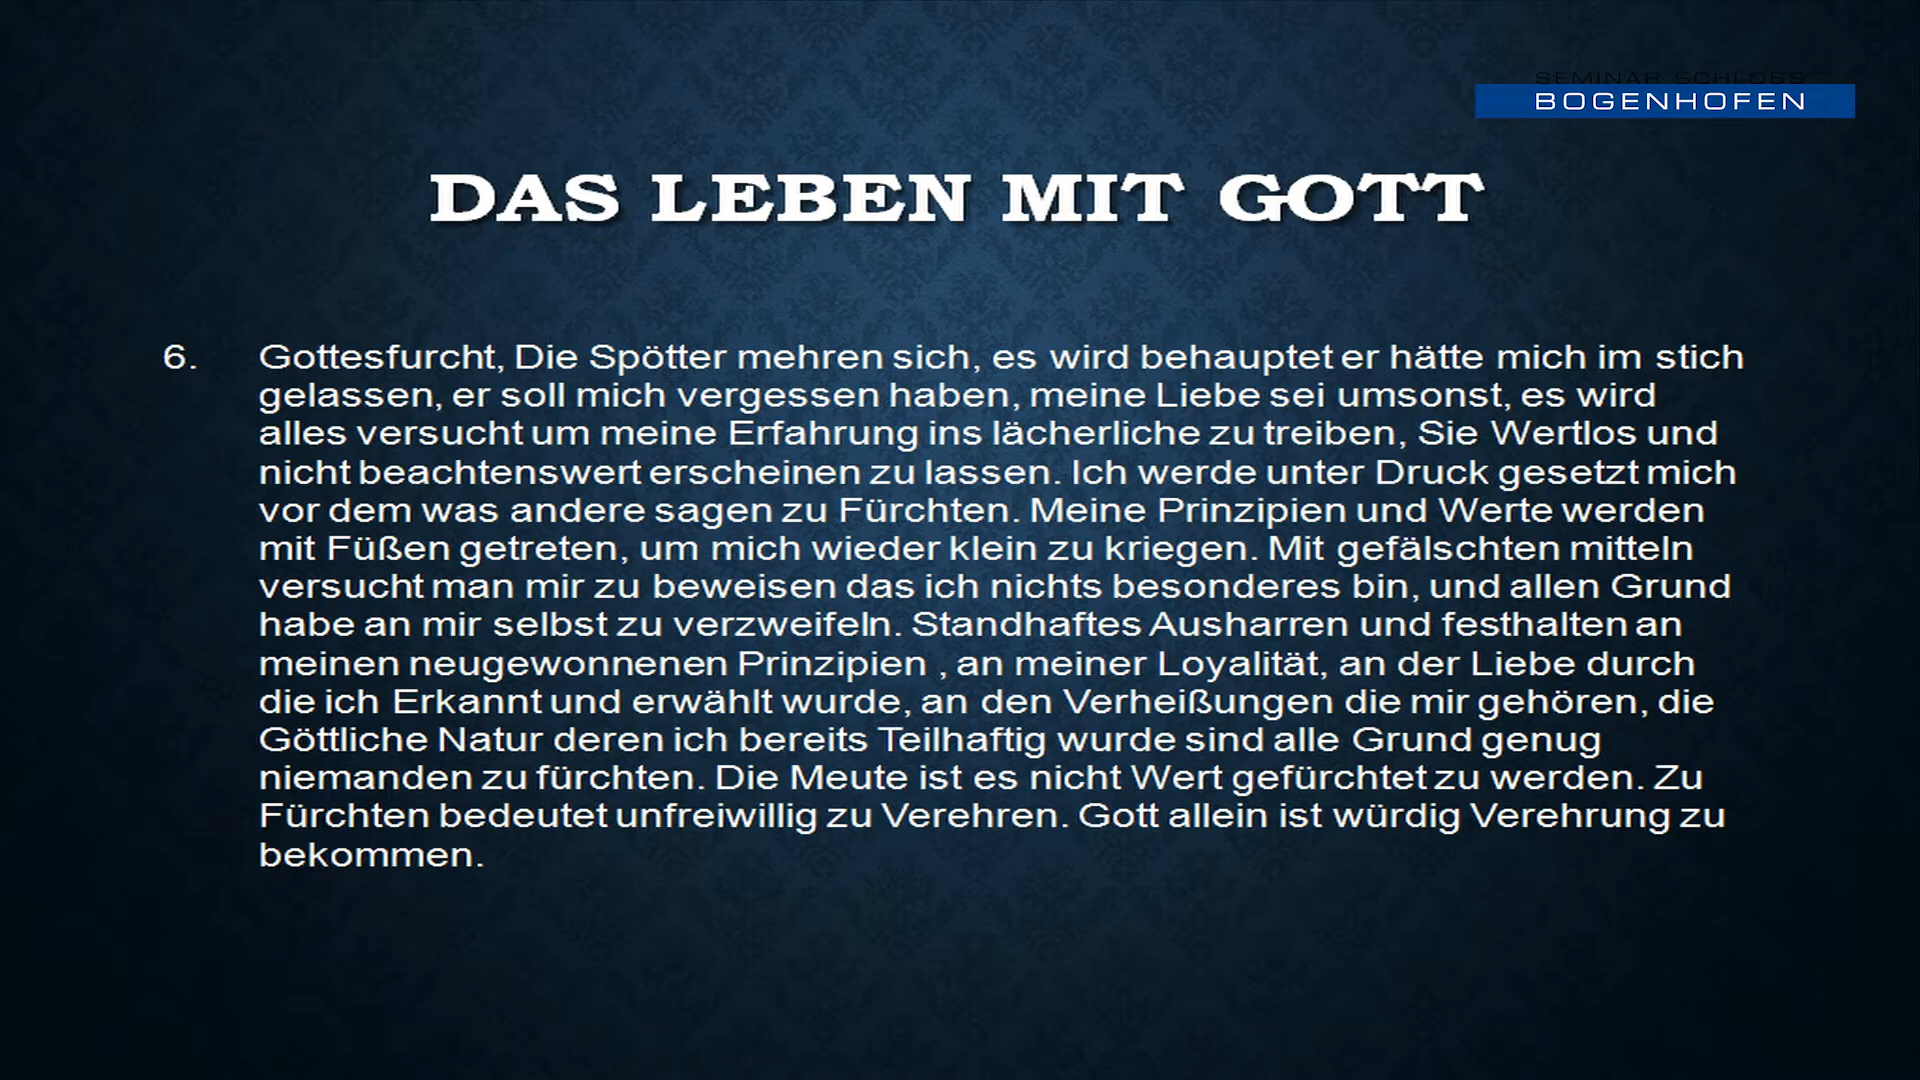 SEMINAR SCHLOSS
BOGENHOFEN
DAS LEBEN MIT GOTT
6. Gottesfurcht, Die Spötter mehren sich, es wird behauptet er hätte mich im stich
gelassen, er soll mich vergessen haben, meine Liebe sei umsonst, es wird
alles versucht um meine Erfahrung ins lächerliche zu treiben, Sie Wertlos und
nicht beachtenswert erscheinen zu lassen. Ich werde unter Druck gesetzt mich
vor dem was andere sagen zu Fürchten. Meine Prinzipien und Werte werden
mit Füßen getreten, um mich wieder klein zu kriegen. Mit gefälschten mitteln
versucht man mir zu beweisen das ich nichts besonderes bin, und allen Grund
habe an mir selbst zu verzweifeln. Standhaftes Ausharren und festhalten an
meinen neugewonnenen Prinzipien , an meiner Loyalität, an der Liebe durch
die ich Erkannt und erwählt wurde, an den Verheißungen die mir gehören, die
Göttliche Natur deren ich bereits Teilhaftig wurde sind alle Grund genug
niemanden zu fürchten. Die Meute ist es nicht Wert gefürchtet zu werden. Zu
Fürchten bedeutet unfreiwillig zu Verehren. Gott allein ist würdig Verehrung zu
bekommen.